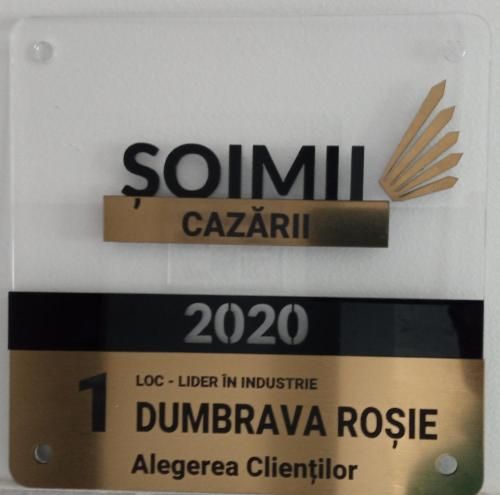 ȘOIMII
CAZĂRII
2020
1
LOC - LIDER ÎN INDUSTRIE
DUMBRAVA ROȘIE
Alegerea Clienților